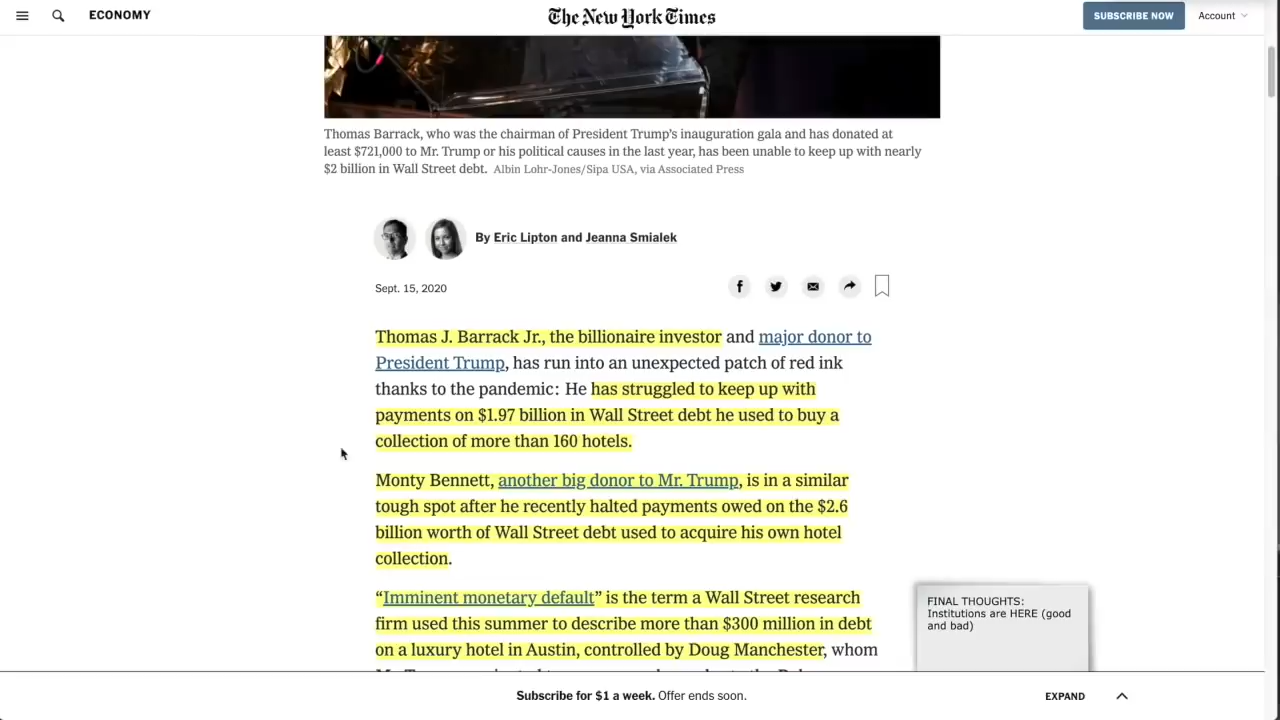 ECONOMY
The New York Times
SUBSCRIBE NOW
Account
Thomas Barrack, who was the chairman of President Trump's inauguration gala and has donated at
least $721,000 to Mr. Trump or his political causes in the last year, has been unable to keep up with nearly
$2 billion in Wall Street debt. Albin Lohr-Jones/Sipa USA, via Associated Press
By Eric Lipton and Jeanna Smialek
Sept. 15, 2020
Thomas J. Barrack Jr., the billionaire investor and major donor to
President Trump, has run into an unexpected patch of red ink
thanks to the pandemic: He has struggled to keep up with
payments on $1.97 billion in Wall Street debt he used to buy a
collection of more than 160 hotels.
Monty Bennett, another big donor to Mr. Trump, is in a similar
tough spot after he recently halted payments owed on the $2.6
billion worth of Wall Street debt used to acquire his own hotel
collection.
“Imminent monetary default” is the term a Wall Street research
firm used this summer to describe more than $300 million in debt
on a luxury hotel in Austin, controlled by Doug Manchester, whom
FINAL THOUGHTS:
Institutions are HERE (good
and bad)
Subscribe for $1 a week. Offer ends soon.
EXPAND